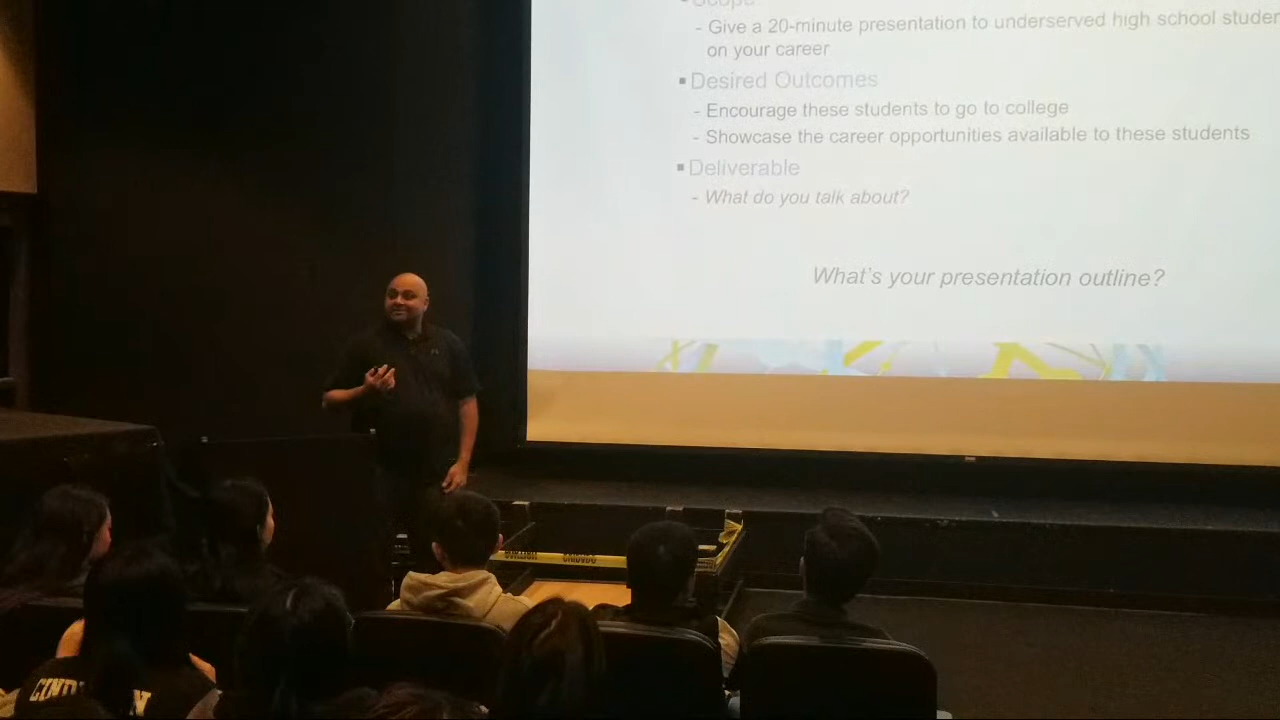 ▪Scope
- Give a 20-minute presentation to underserved high school
on your career
▪Desired Outcomes
- Encourage these students to go to college
- Showcase the career opportunities available to these students
▪Deliverable
- What do you talk about?
What's your presentation outline?